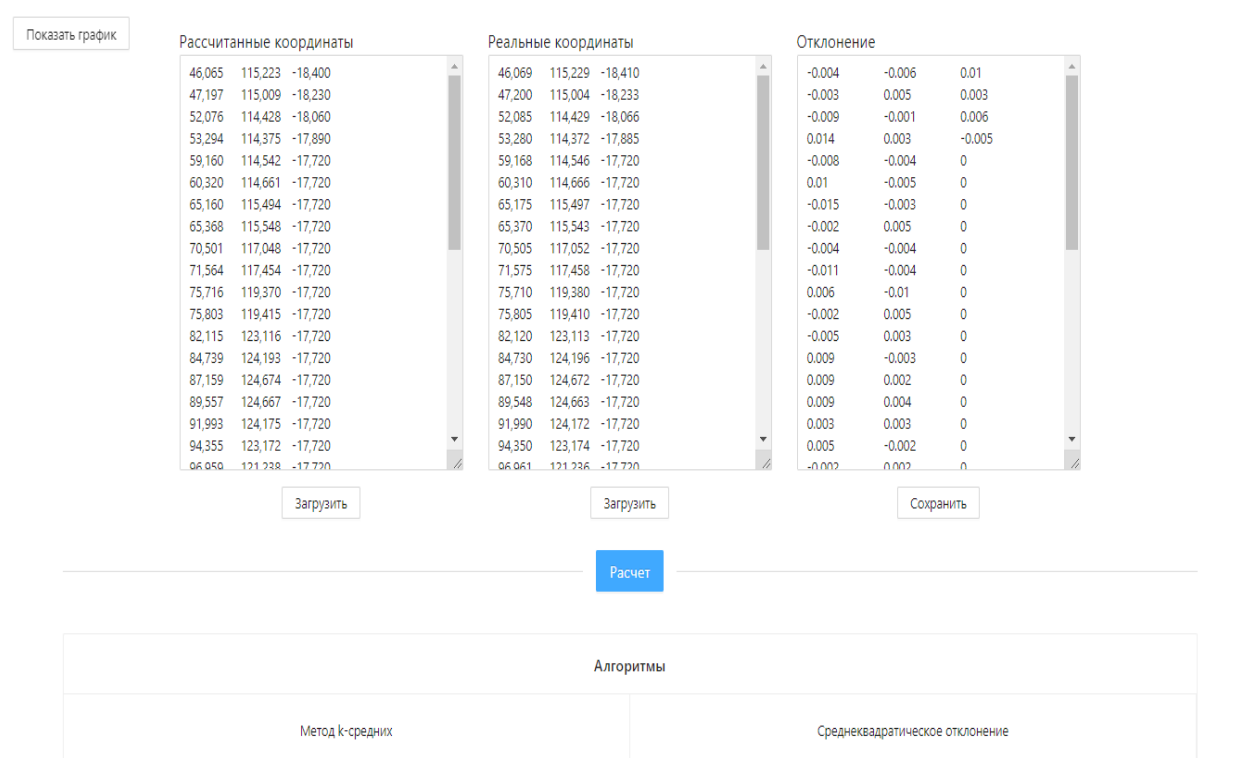 Показать график
Рассчитанные координаты
46,065 115,223 -18,400
47,197 115,009 -18,230
52,076 114,428 -18,060
53,294 114,375 -17,890
59,160 114,542 -17,720
60,320 114,661 -17,720
65,160 115,494 -17,720
65,368 115,548 -17,720
70,501 117,048 -17,720
71,564 117,454 -17,720
75,716 119,370 -17,720
75,803 119,415 -17,720
82,115 123,116 -17,720
84,739 124,193 -17,720
87,159 124,674 -17,720
89,557 124,667 -17,720
91,993 124,175 -17,720
94,355 123,172 -17,720
96,959 121,238 -17,720
Загрузить
Реальные координаты
46,069 115,229 -18,410
47,200 115,004 -18,233
52,085 114,429 -18,066
53,280 114,372 -17,885
59,168 114,546 -17,720
60,310 114,666 -17,720
65,175 115,497 -17,720
65,370 115,543 -17,720
70,505 117,052 -17,720
71,575 117,458 -17,720
75,710 119,380 -17,720
75,805 119,410 -17,720
82,120 123,113 -17,720
84,730 124,196 -17,720
87,150 124,672 -17,720
89,548 124,663 -17,720
91,990 124,172 -17,720
94,350 123,174 -17,720
96,961 121,236 -17,720
Загрузить
Отклонение
-0.004 -0.006 0.01
-0.003 0.005 0.003
-0.009 -0.001 0.006
0.014 0.003 -0.005
-0.008 -0.004 0
0.01 -0.005 0
-0.015 -0.003 0
-0.002 0.005 0
-0.004 -0.004 0
-0.011 -0.004 0
0.006 -0.01 0
-0.002 0.005 0
-0.005 0.003 0
0.009 -0.003 0
0.009 0.002 0
0.009 0.004 0
0.003 0.003 0
0.005 -0.002 0
-0.002 0.002 0
Сохранить
Расчет
Алгоритмы
Метод k-средних
Среднеквадратическое отклонение